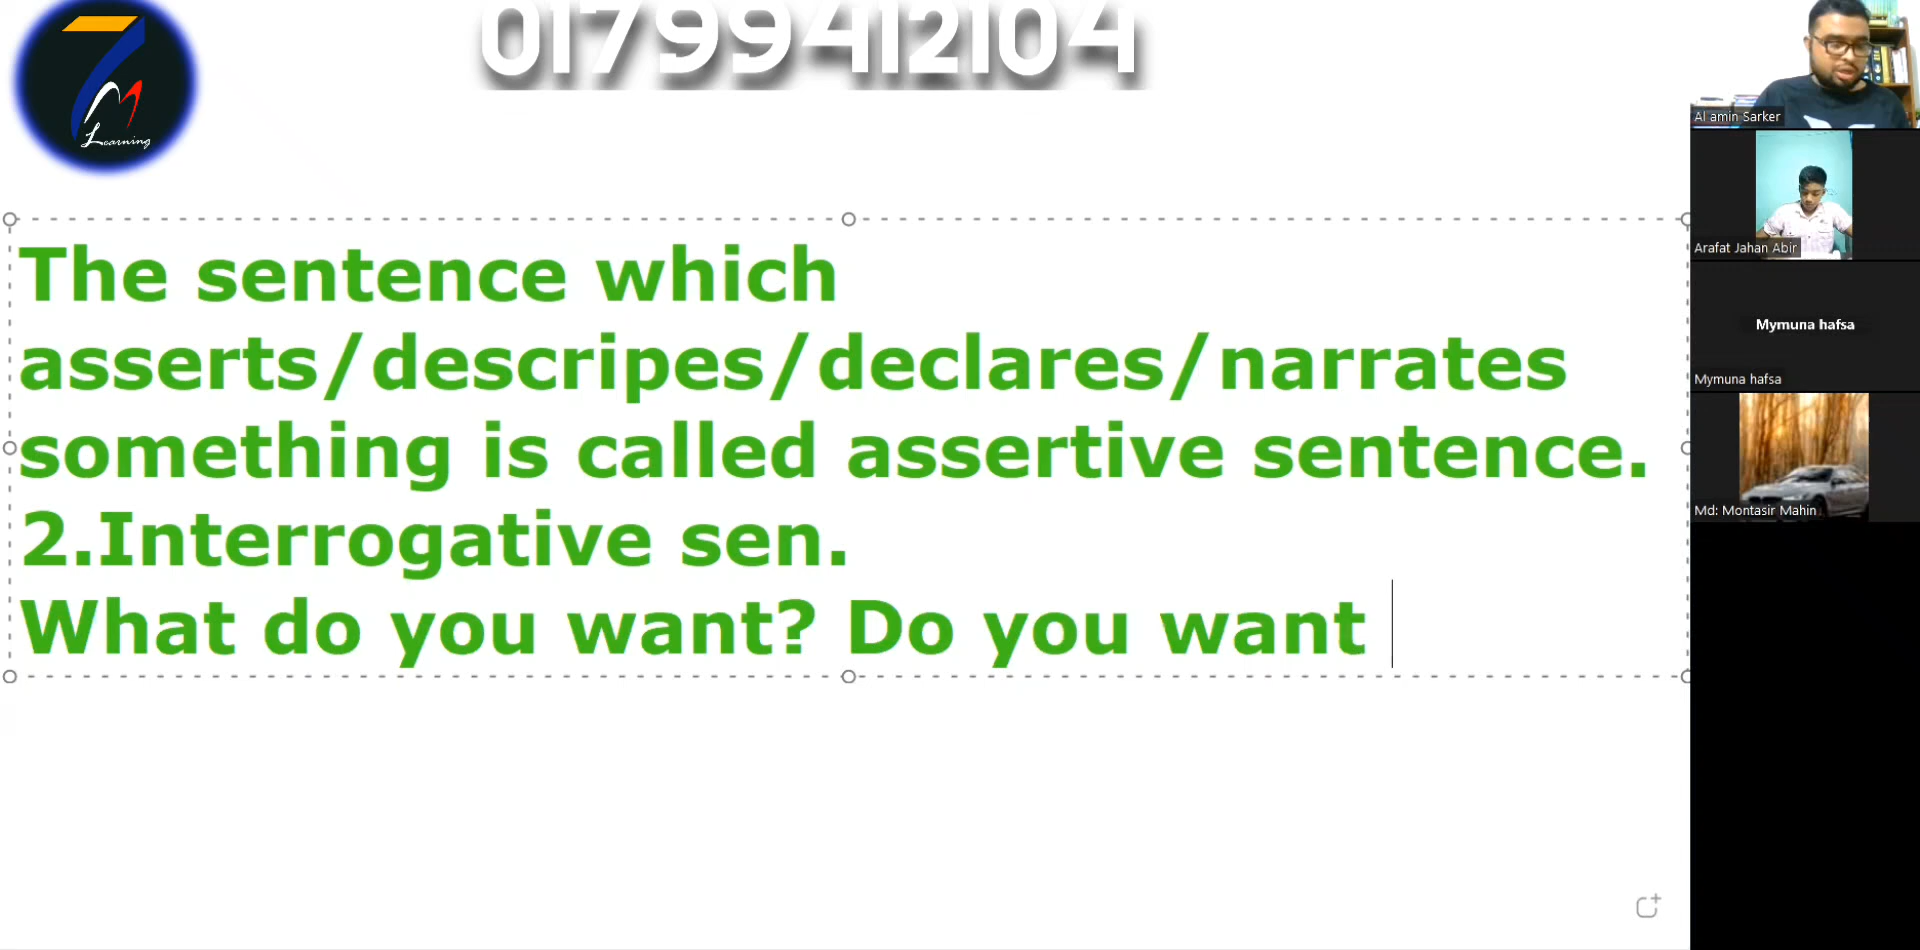 01799412104
7
M
Learning
The sentence which
asserts/descripes/declares/narrates
something is called assertive sentence.
2.Interrogative sen.
What do you want? Do you want
Al amin Sarker
Arafat Jahan Abir
Mymuna hafsa
Mymuna hafsa
Md: Montasir Mahin